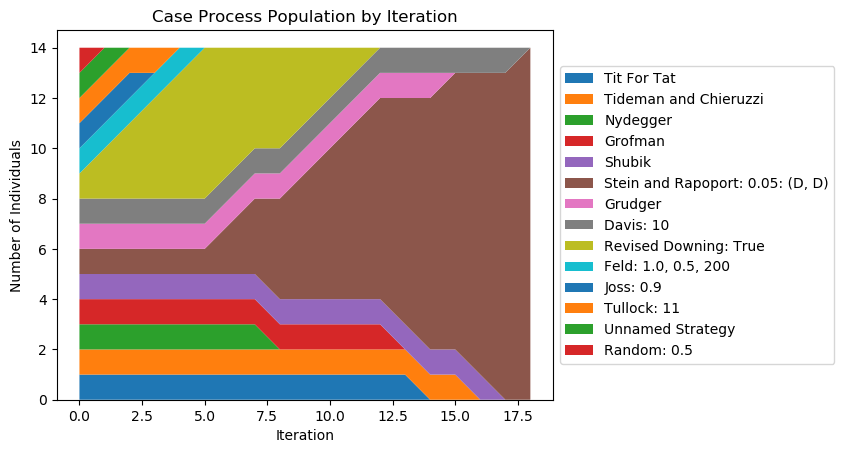 Case Process Population by Iteration
Number of Individuals
14
12
10
8
6
4
2
0
0.0 2.5 5.0 7.5 10.0 12.5 15.0 17.5
Iteration
Tit For Tat
Tideman and Chieruzzi
Nydegger
Grofman
Shubik
Stein and Rapoport: 0.05: (D, D)
Grudger
Davis: 10
Revised Downing: True
Feld: 1.0, 0.5, 200
Joss: 0.9
Tullock: 11
Unnamed Strategy
Random: 0.5